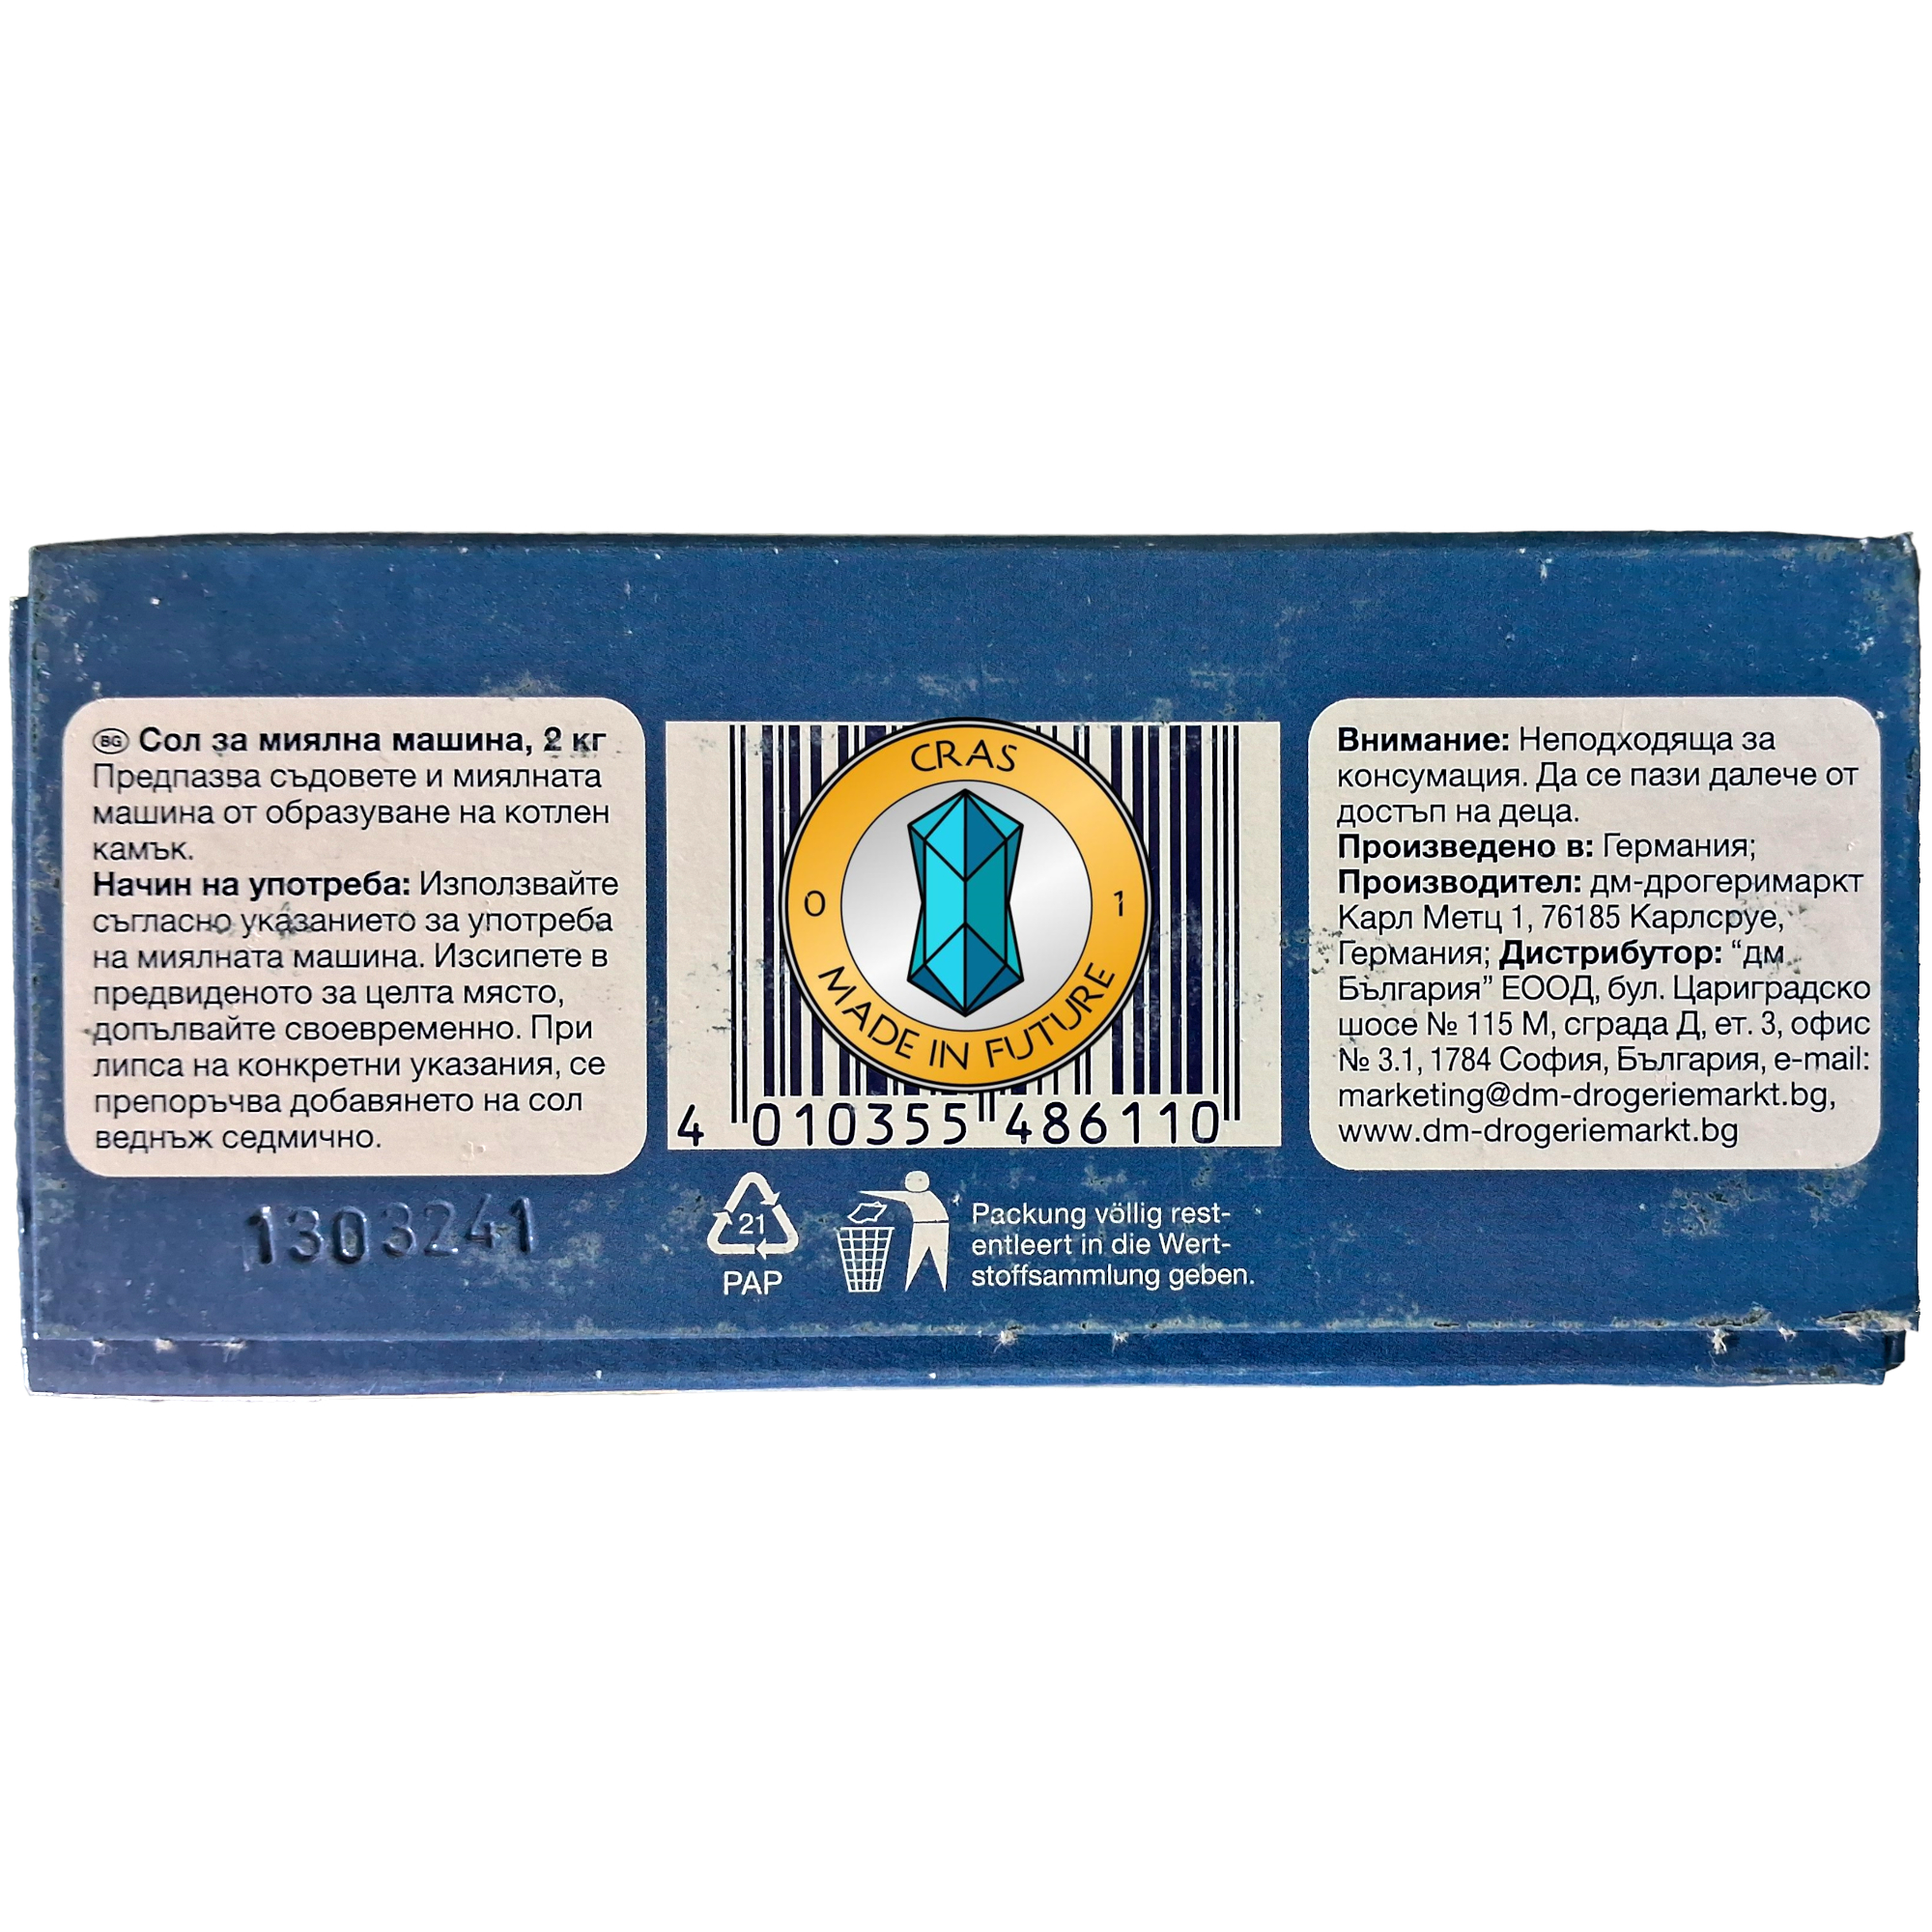 BG Сол за миялна машина, 2 кг
Предпазва съдовете и миялната
машина от образуване на котлен
камък.
Начин на употреба: Използвайте
съгласно указанието за употреба
на миялната машина. Изсипете в
предвиденото за целта място,
допълвайте своевременно. При
липса на конкретни указания, се
препоръчва добавянето на сол
веднъж седмично.
1303241
CRAS
0 1
MADE IN FUTURE
4 010355 486110
21
PAP
Packung völlig rest-
entleert in die Wert-
stoffsammlung geben.
Внимание: Неподходяща за
консумация. Да се пази далече от
достъп на деца.
Произведено в: Германия;
Производител: дм-дрогеримаркт
Карл Метц 1, 76185 Карлсруе,
Германия; Дистрибутор: “дм
България” ЕООД, бул. Цариградско
шосе № 115 М, сграда Д, ет. 3, офис
№ 3.1, 1784 София, България, e-mail:
marketing@dm-drogeriemarkt.bg,
www.dm-drogeriemarkt.bg